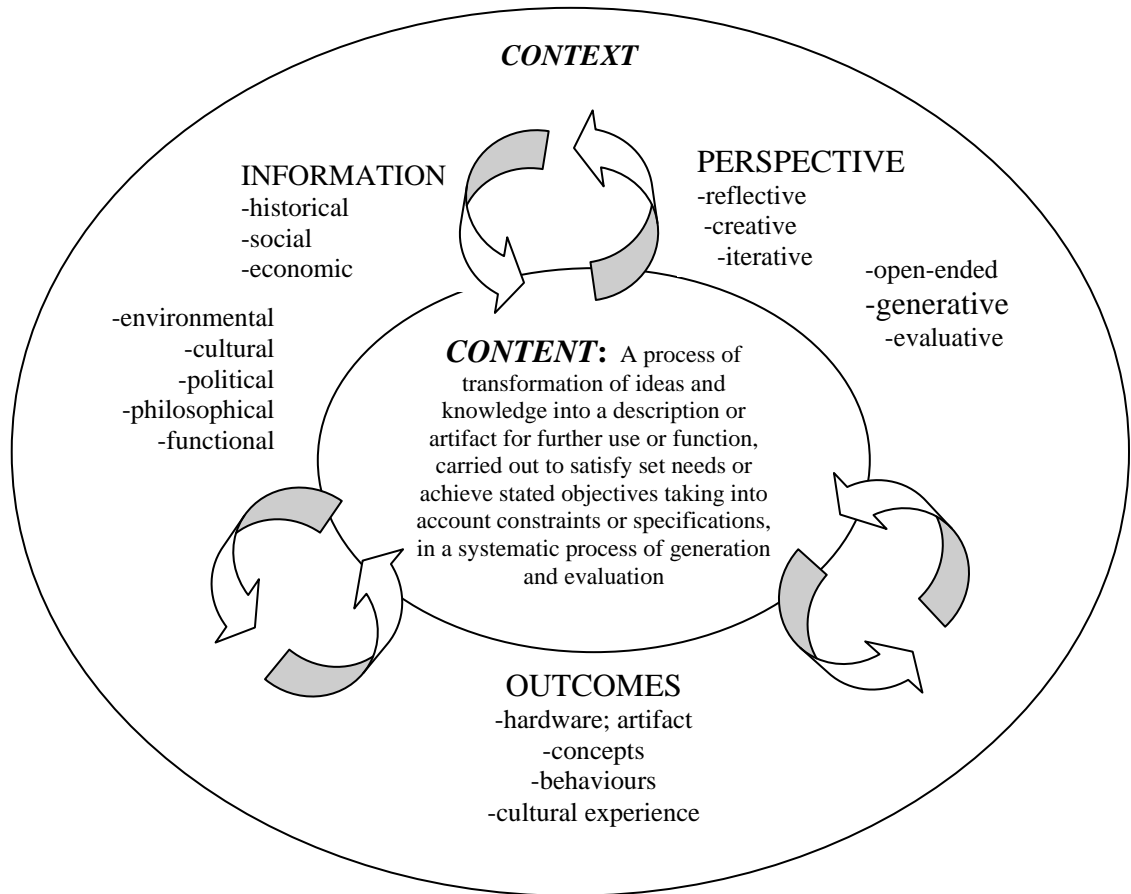 CONTEXT
INFORMATION
-historical
-social
-economic
-environmental
-cultural
-political
-philosophical
-functional
PERSPECTIVE
-reflective
-creative
-iterative
-open-ended
-generative
-evaluative
CONTENT: A process of
transformation of ideas and
knowledge into a description or
artifact for further use or function,
carried out to satisfy set needs or
achieve stated objectives taking into
account constraints or specifications,
in a systematic process of generation
and evaluation
OUTCOMES
-hardware; artifact
-concepts
-behaviours
-cultural experience